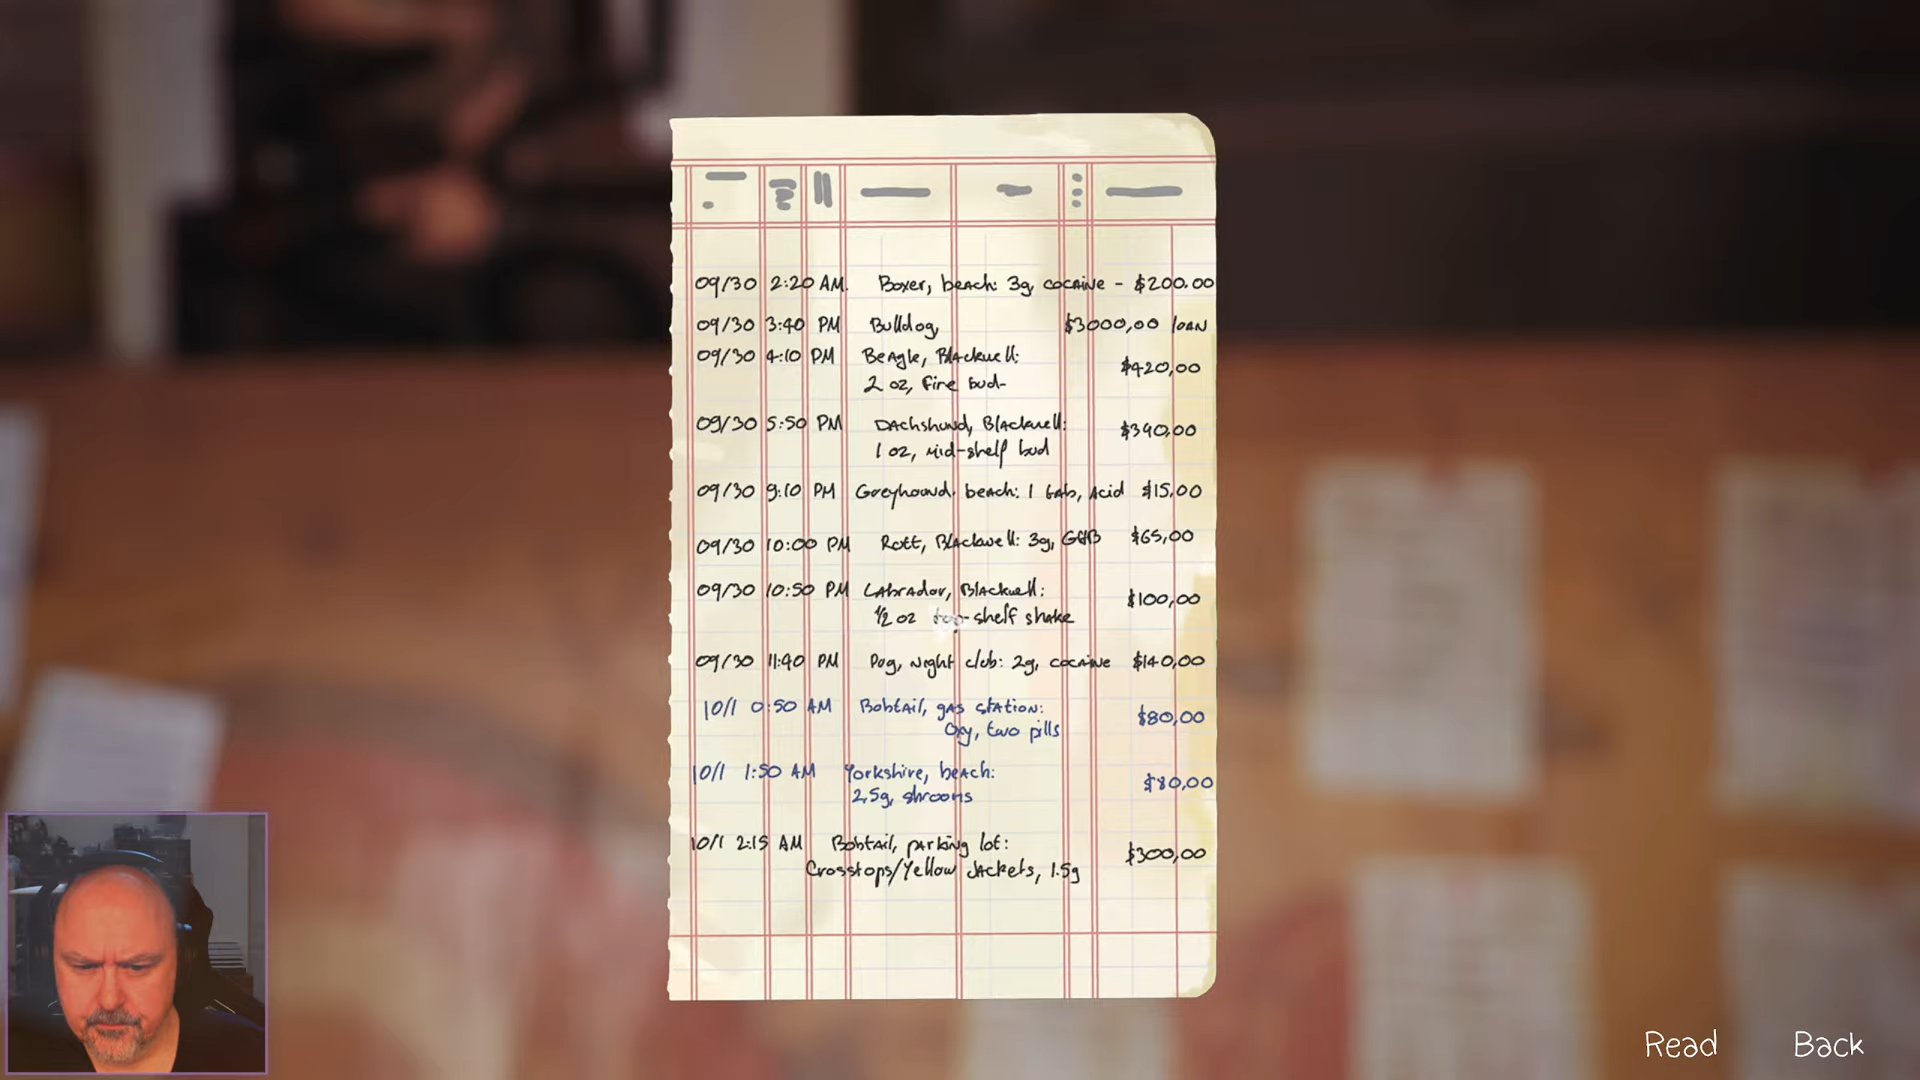 09/30 2:20 AM. Boxer, beach: 3g, cocaine - $200.00
09/30 3:40 PM Bulldog, $3000,00 loan
09/30 4:10 PM Beagle, Blackwell:
2 oz, fire bud- $420,00
09/30 5:50 PM Dachshund, Blackwell: $340,00
1 oz, mid-shelf bud
09/30 9:10 PM Greyhound, beach: 1 tab, acid $15.00
09/30 10:00 PM Rott, Blackwell: 3g, GHB $65,00
09/30 10:50 PM Labrador, Blackwell: $100,00
1/2 oz top-shelf shake
09/30 11:40 PM Pug, night club: 2g, cocaine $140,00
10/1 0:50 AM Bobtail, gas station: $80,00
Oxy, two pills
10/1 1:50 AM Yorkshire, beach: $80,00
2,5g, shrooms
10/1 2:15 AM Bobtail, parking lot: $300,00
Crosstops/Yellow Jackets, 1.5g
Read Back